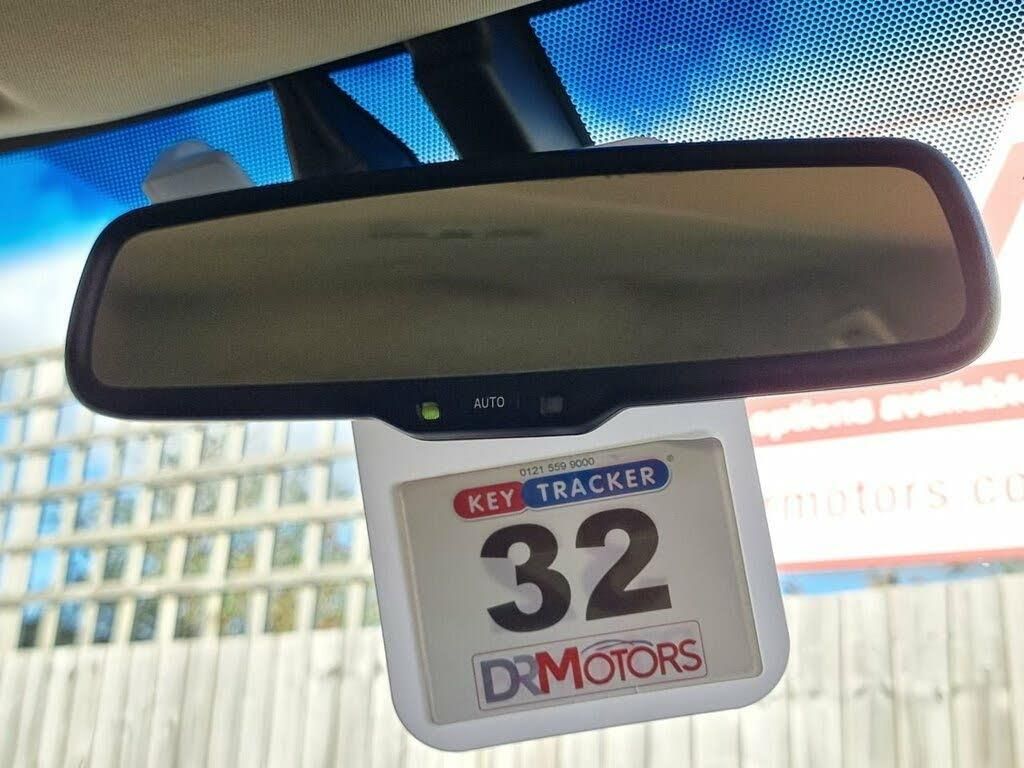 AUTO
options available
rmotors co
0121 559 9000
KEY TRACKER®
32
DRMOTORS